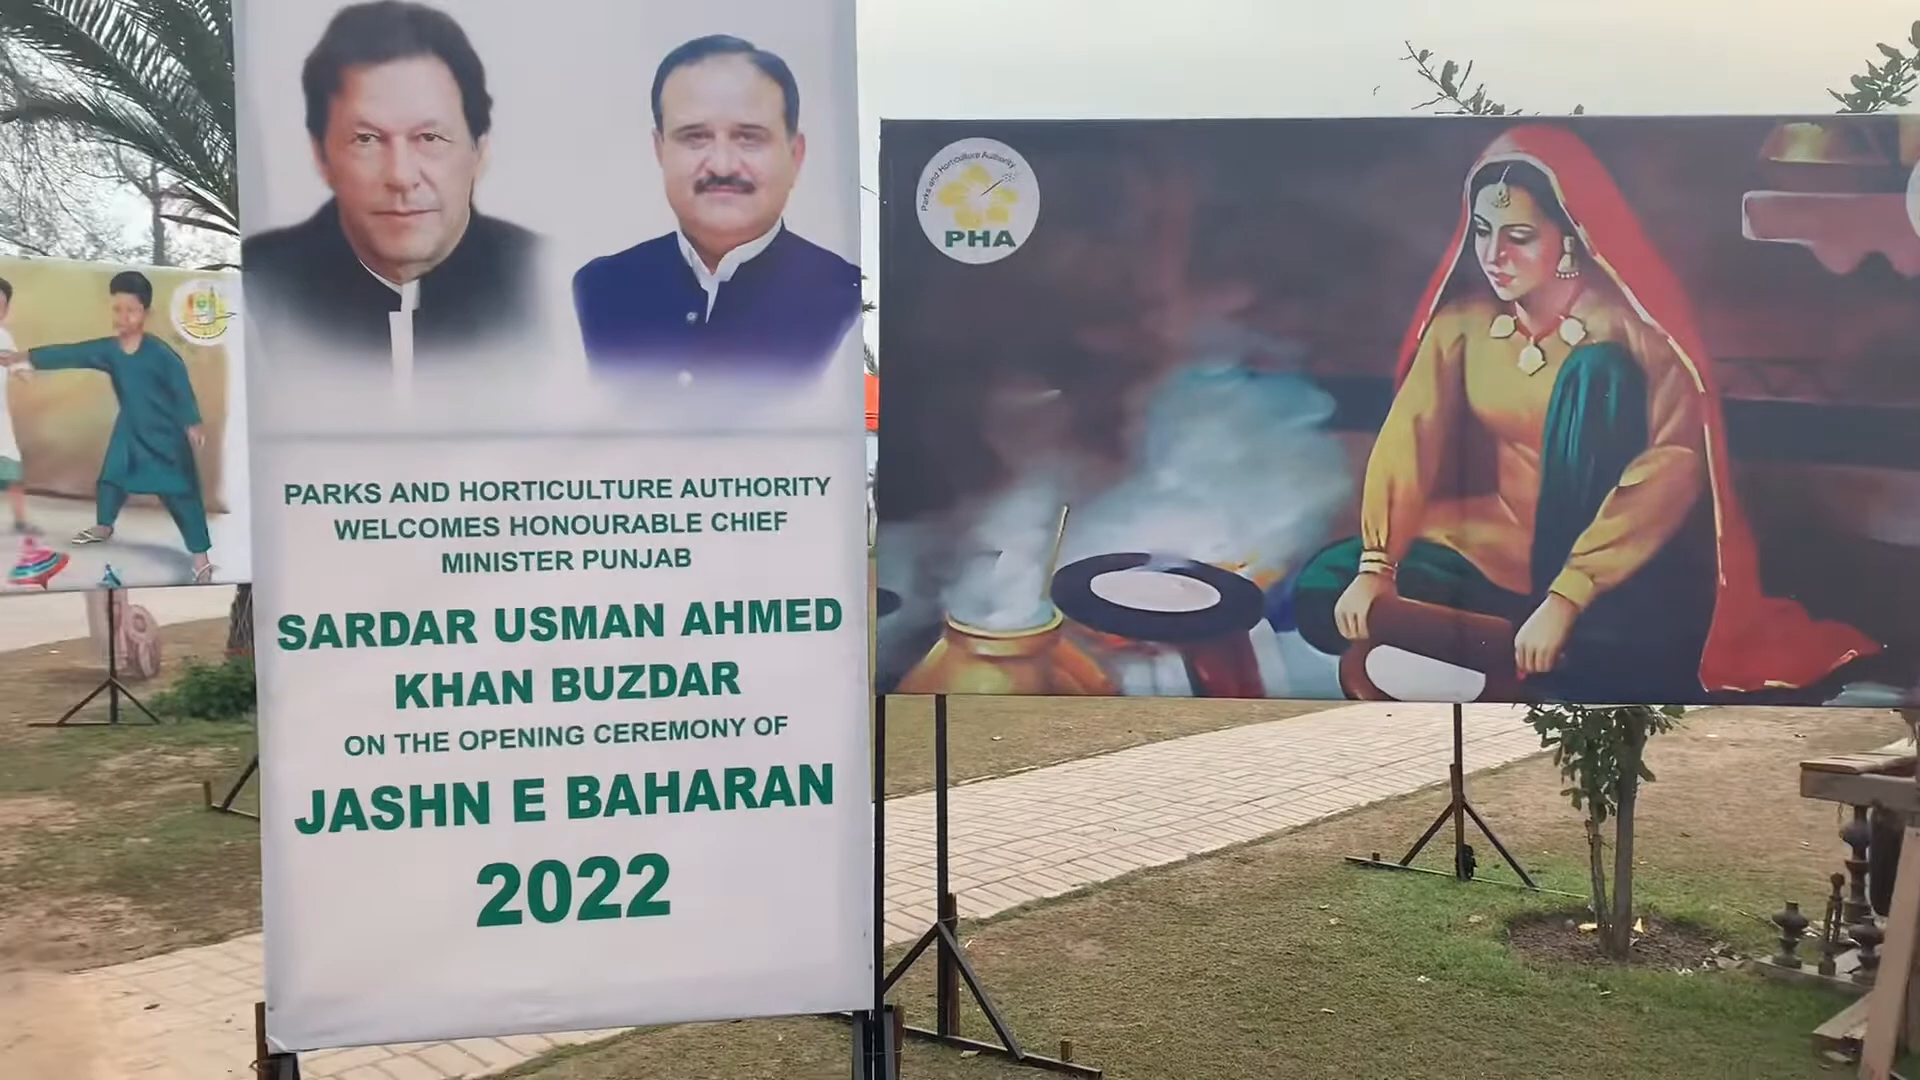 PARKS AND HORTICULTURE AUTHORITY
WELCOMES HONOURABLE CHIEF
MINISTER PUNJAB
SARDAR USMAN AHMED
KHAN BUZDAR
ON THE OPENING CEREMONY OF
JASHN E BAHARAN
2022
Parks and Horticulture Authority
PHA